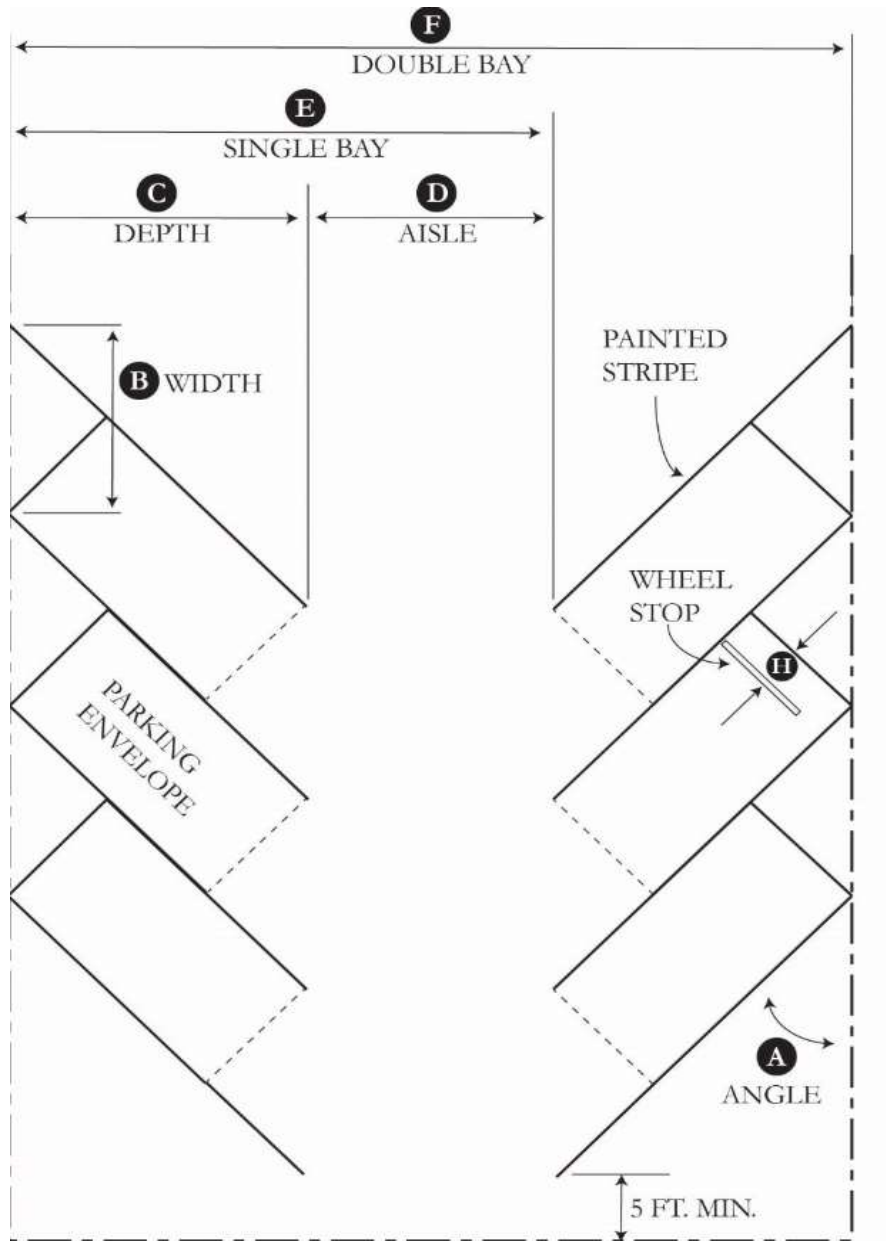 F
DOUBLE BAY
E
SINGLE BAY
C
D
DEPTH
AISLE
PAINTED
STRIPE
B WIDTH
WHEEL
STOP
H
PARKING
ENVELOPE
A
ANGLE
5 FT. MIN.